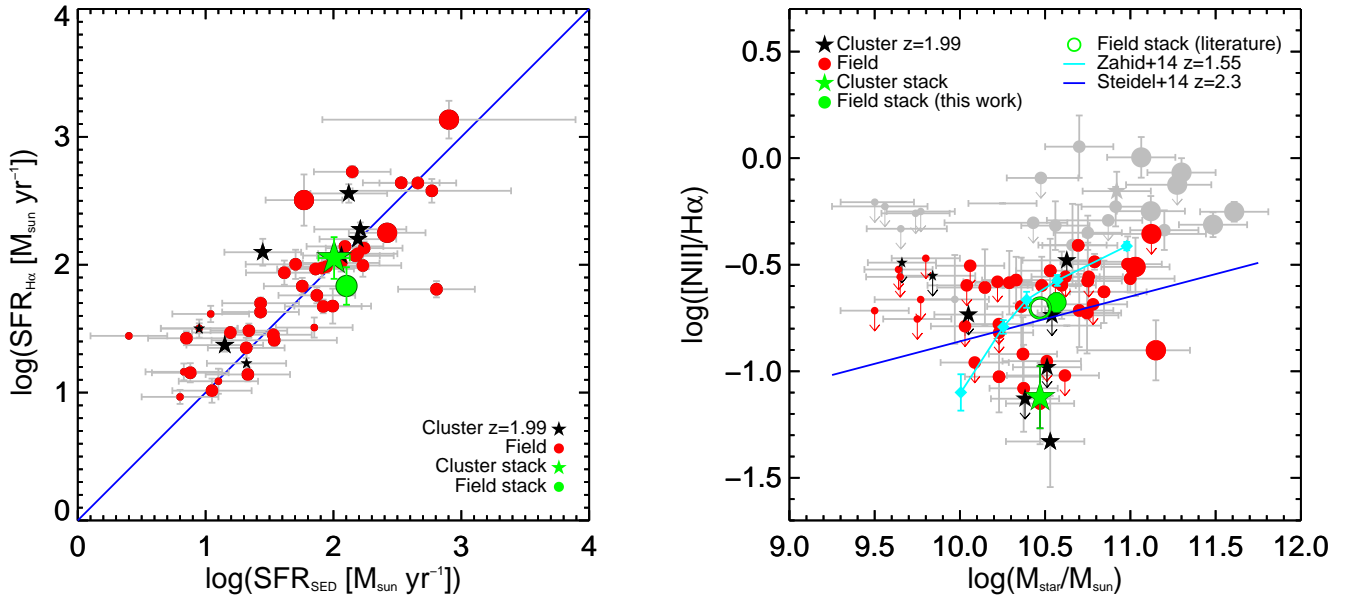 4
3
2
1
0
0
1
2
3
4
log(SFR_Hα [M_sun yr⁻¹])
log(SFR_SED [M_sun yr⁻¹])
Cluster z=1.99
Field
Cluster stack
Field stack
0.5
0.0
−0.5
−1.0
−1.5
9.0
9.5
10.0
10.5
11.0
11.5
12.0
log([NII]/Hα)
log(M_star/M_sun)
Cluster z=1.99
Field
Cluster stack
Field stack (this work)
Field stack (literature)
Zahid+14 z=1.55
Steidel+14 z=2.3